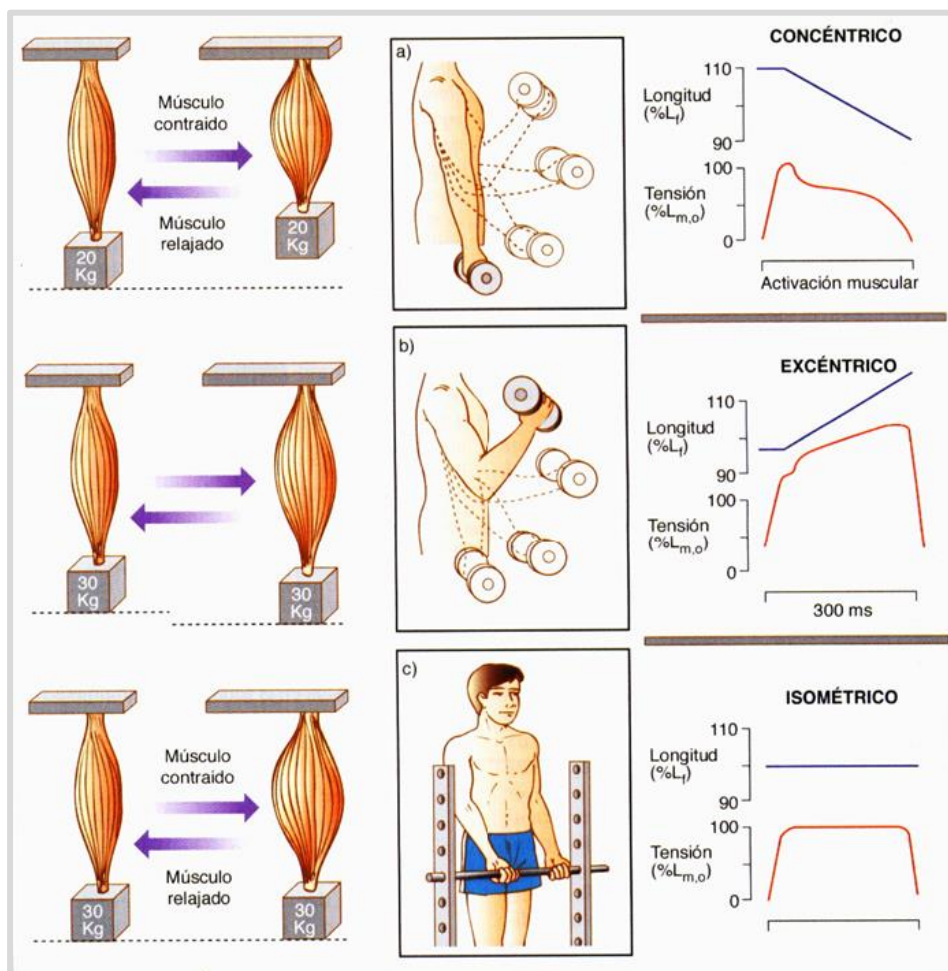 Músculo
contraido
Músculo
relajado
20
Kg
20
Kg
a)
CONCÉNTRICO
110
Longitud
(%Lf)
90
100
Tensión
(%Lm,o)
0
Activación muscular
30
Kg
30
Kg
b)
EXCÉNTRICO
110
Longitud
(%Lf)
90
100
Tensión
(%Lm,o)
0
300 ms
Músculo
contraido
Músculo
relajado
30
Kg
30
Kg
c)
ISOMÉTRICO
110
Longitud
(%Lf)
90
100
Tensión
(%Lm,o)
0